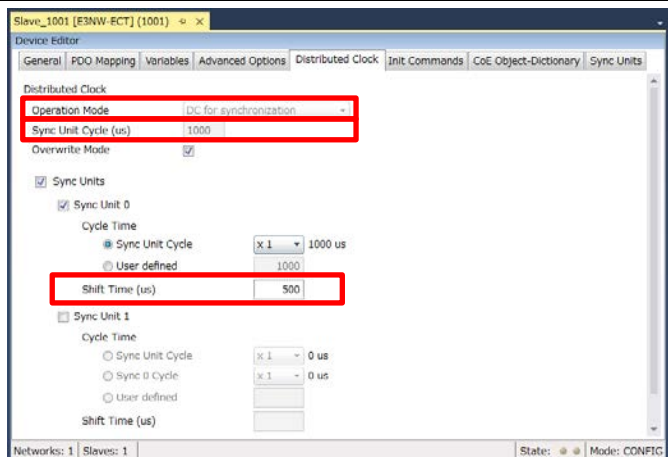 Slave_1001 [E3NW-ECT] (1001)
Device Editor
General PDO Mapping Variables Advanced Options Distributed Clock Init Commands CoE Object-Dictionary Sync Units
Distributed Clock
Operation Mode DC for synchronization
Sync Unit Cycle (us) 1000
Overwrite Mode
Sync Units
Sync Unit 0
Cycle Time
Sync Unit Cycle x 1 1000 us
User defined 1000
Shift Time (us) 500
Sync Unit 1
Cycle Time
Sync Unit Cycle x 1 0 us
Sync 0 Cycle x 1 0 us
User defined
Shift Time (us)
Networks: 1 Slaves: 1 State: Mode: CONFIG